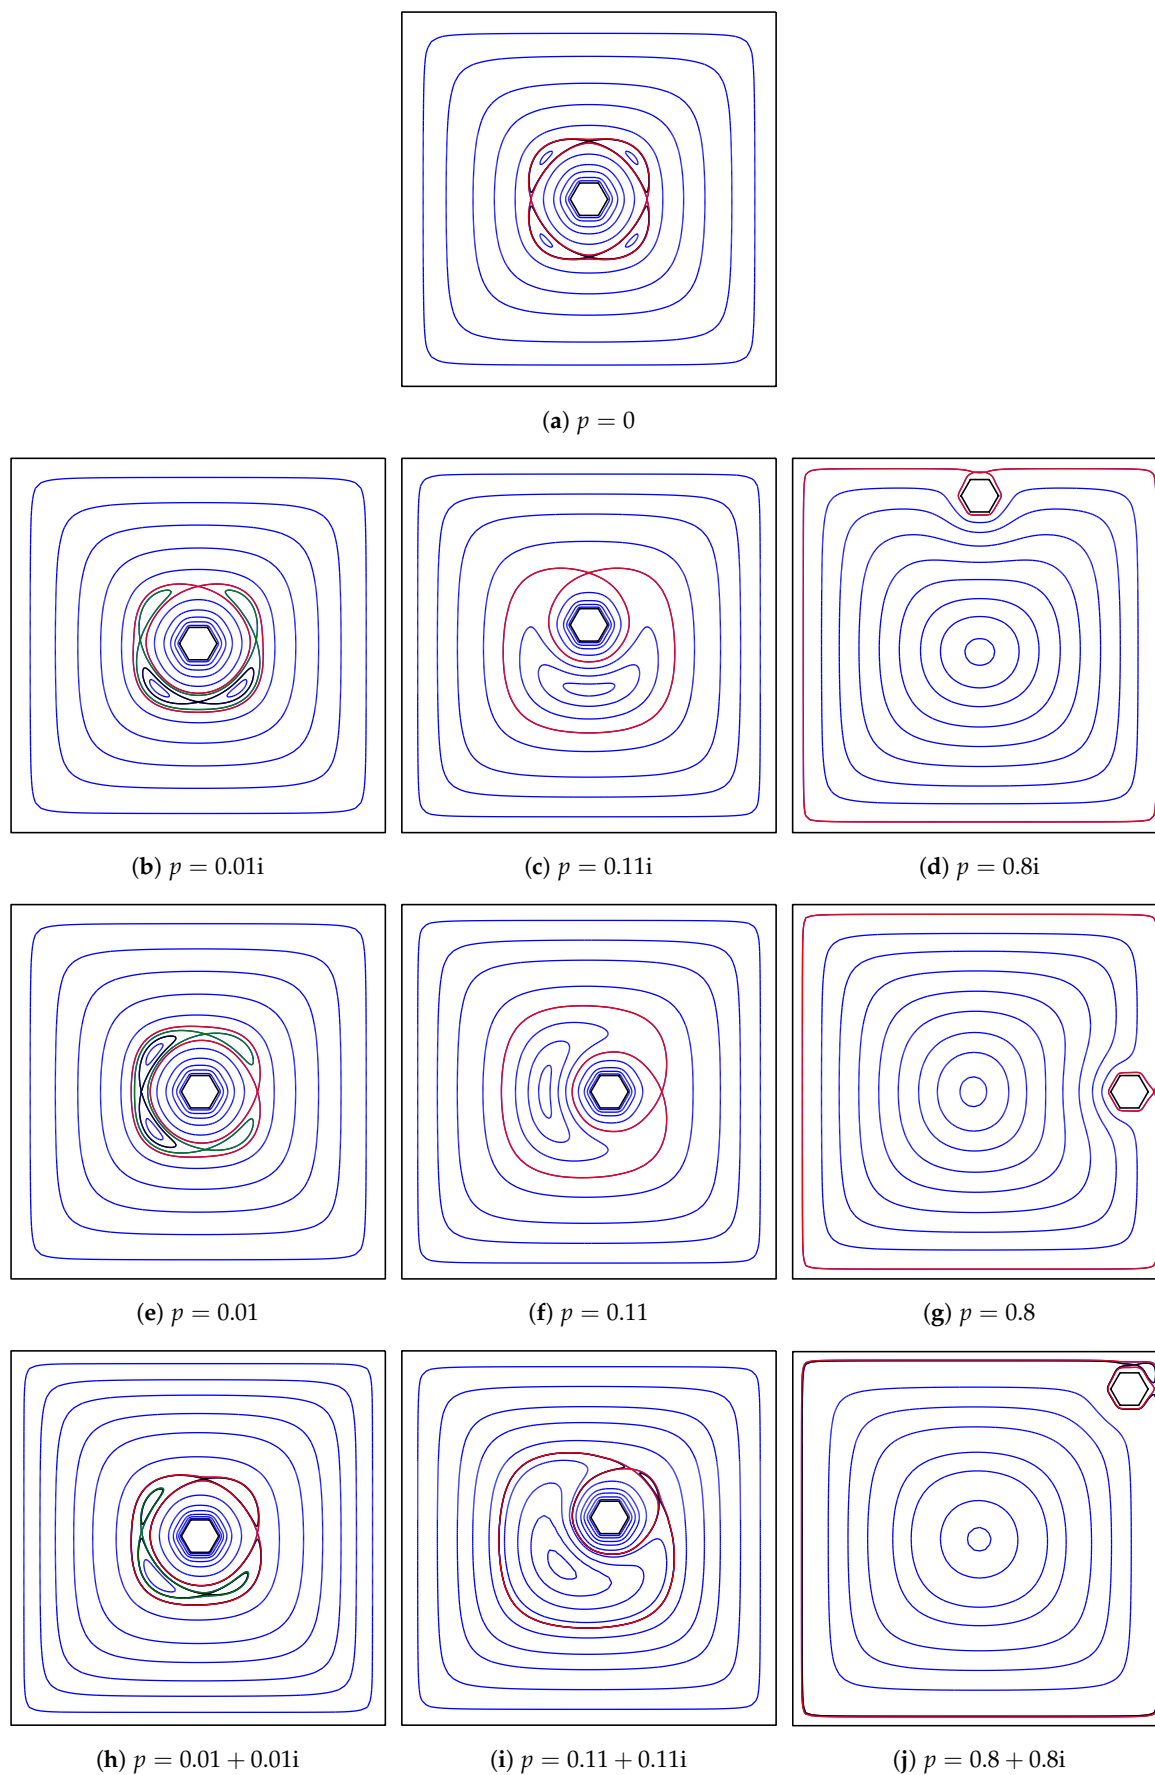 (a) p = 0
(b) p = 0.01i
(c) p = 0.11i
(d) p = 0.8i
(e) p = 0.01
(f) p = 0.11
(g) p = 0.8
(h) p = 0.01 + 0.01i
(i) p = 0.11 + 0.11i
(j) p = 0.8 + 0.8i